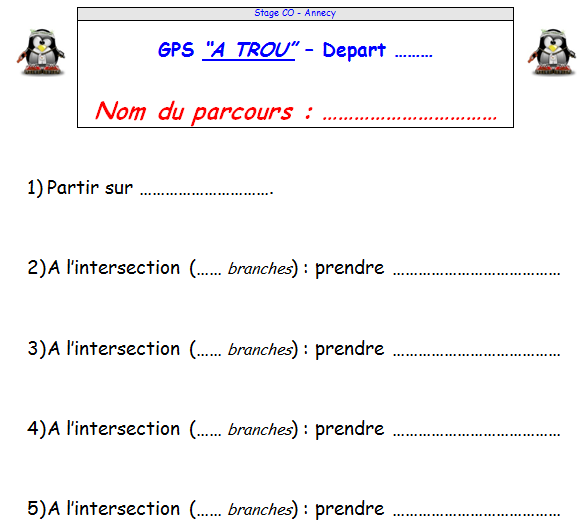 Stage CO - Annecy
GPS "A TROU" – Depart ………
Nom du parcours : ……………………………
1) Partir sur ………………………….
2)A l'intersection (…… branches) : prendre …………………………………
3)A l'intersection (…… branches) : prendre …………………………………
4)A l'intersection (…… branches) : prendre …………………………………
5)A l'intersection (…… branches) : prendre …………………………………